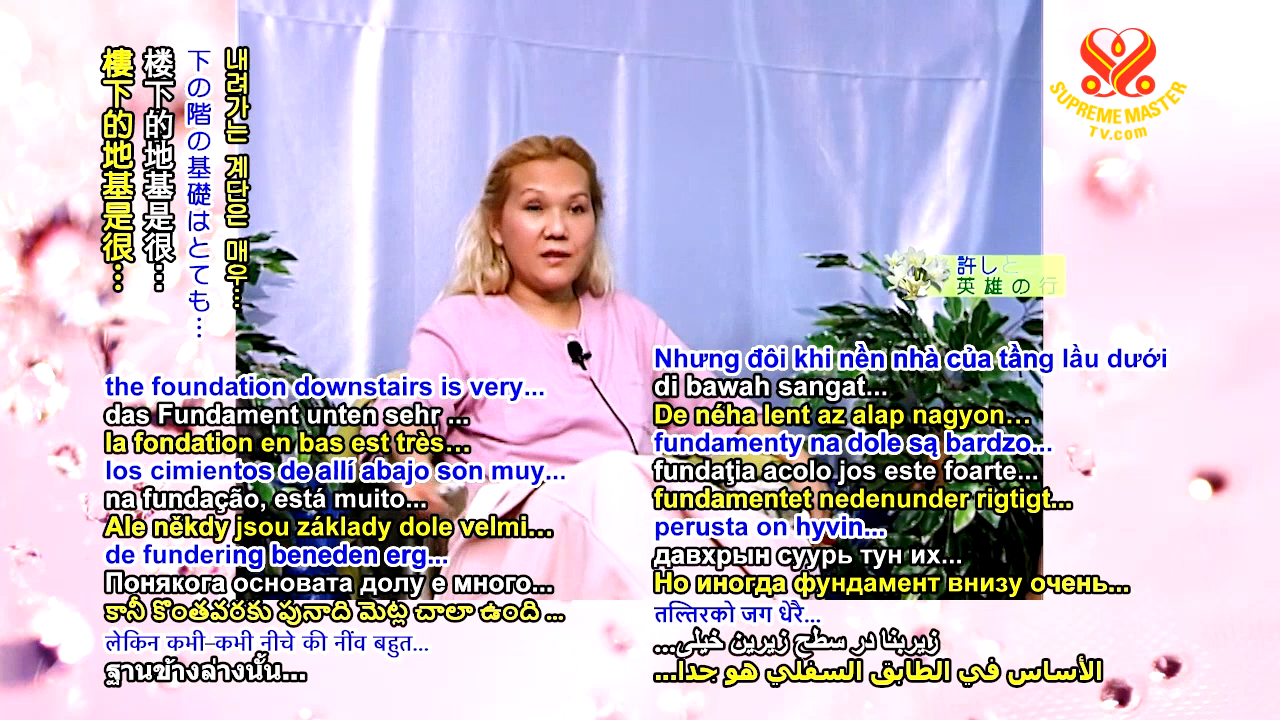 내려가는 계단은 매우...
下の階の基礎はとても...
楼下的地基是很...
樓下的地基是很...
SUPREME MASTER
TV.com
許しと
英雄の行
the foundation downstairs is very...
das Fundament unten sehr ...
la fondation en bas est très...
los cimientos de allí abajo son muy...
na fundação, está muito...
Ale někdy jsou základy dole velmi...
de fundering beneden erg...
Понякога основата долу е много...
కానీ కొంతవరకు పునాది మెట్ల చాలా ఉంది ...
लेकिन कभी-कभी नीचे की नींव बहुत...
ฐานข้างล่างนั้น...
Nhưng đôi khi nền nhà của tầng lầu dưới
di bawah sangat...
De néha lent az alap nagyon...
fundamenty na dole są bardzo...
fundaţia acolo jos este foarte...
fundamentet nedenunder rigtigt...
perusta on hyvin...
давхрын суурь тун их...
Но иногда фундамент внизу очень...
तल्तिरको जग धेरै...
زیربنا در سطح زیرین خیلی...
الأساس في الطابق السفلي هو جدا...